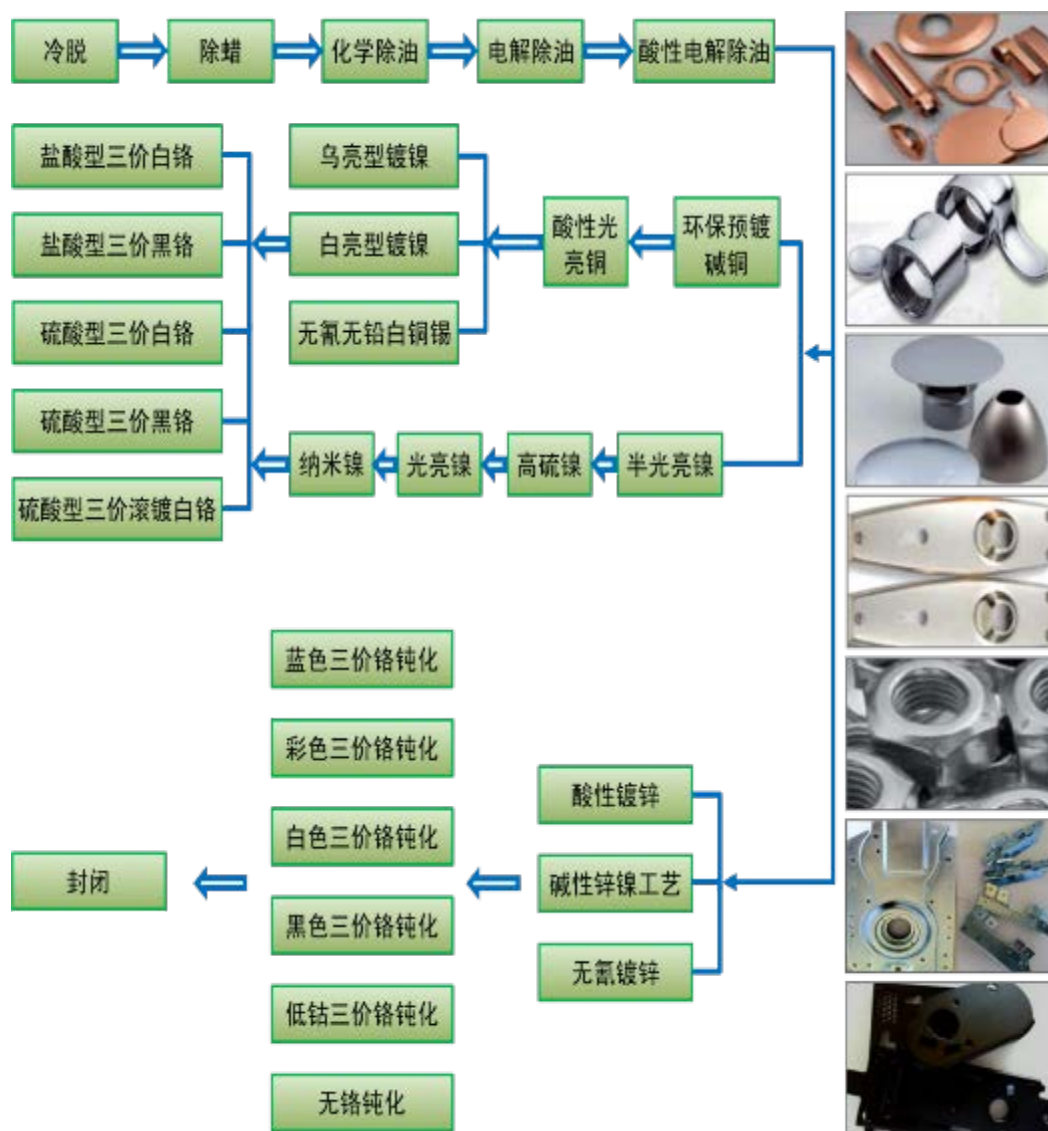 冷脱
除蜡
化学除油
电解除油
酸性电解除油
盐酸型三价白铬
乌亮型镀镍
盐酸型三价黑铬
白亮型镀镍
酸性光
亮铜
环保预镀
碱铜
硫酸型三价白铬
无氰无铅白铜锡
硫酸型三价黑铬
纳米镍
光亮镍
高硫镍
半光亮镍
硫酸型三价滚镀白铬
蓝色三价铬钝化
彩色三价铬钝化
酸性镀锌
白色三价铬钝化
封闭
碱性锌镍工艺
黑色三价铬钝化
无氰镀锌
低钴三价铬钝化
无铬钝化